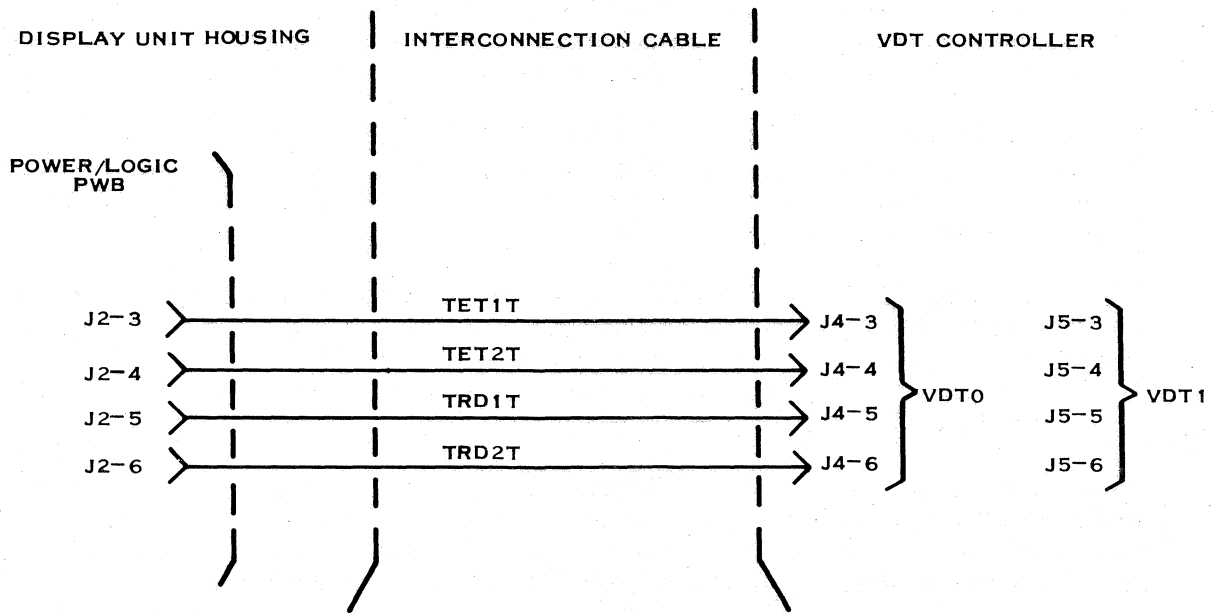 DISPLAY UNIT HOUSING
INTERCONNECTION CABLE
VDT CONTROLLER
POWER/LOGIC
PWB
J2-3
TET1T
J4-3
J5-3
J2-4
TET2T
J4-4
J5-4
VDT0
VDT1
J2-5
TRD1T
J4-5
J5-5
J2-6
TRD2T
J4-6
J5-6